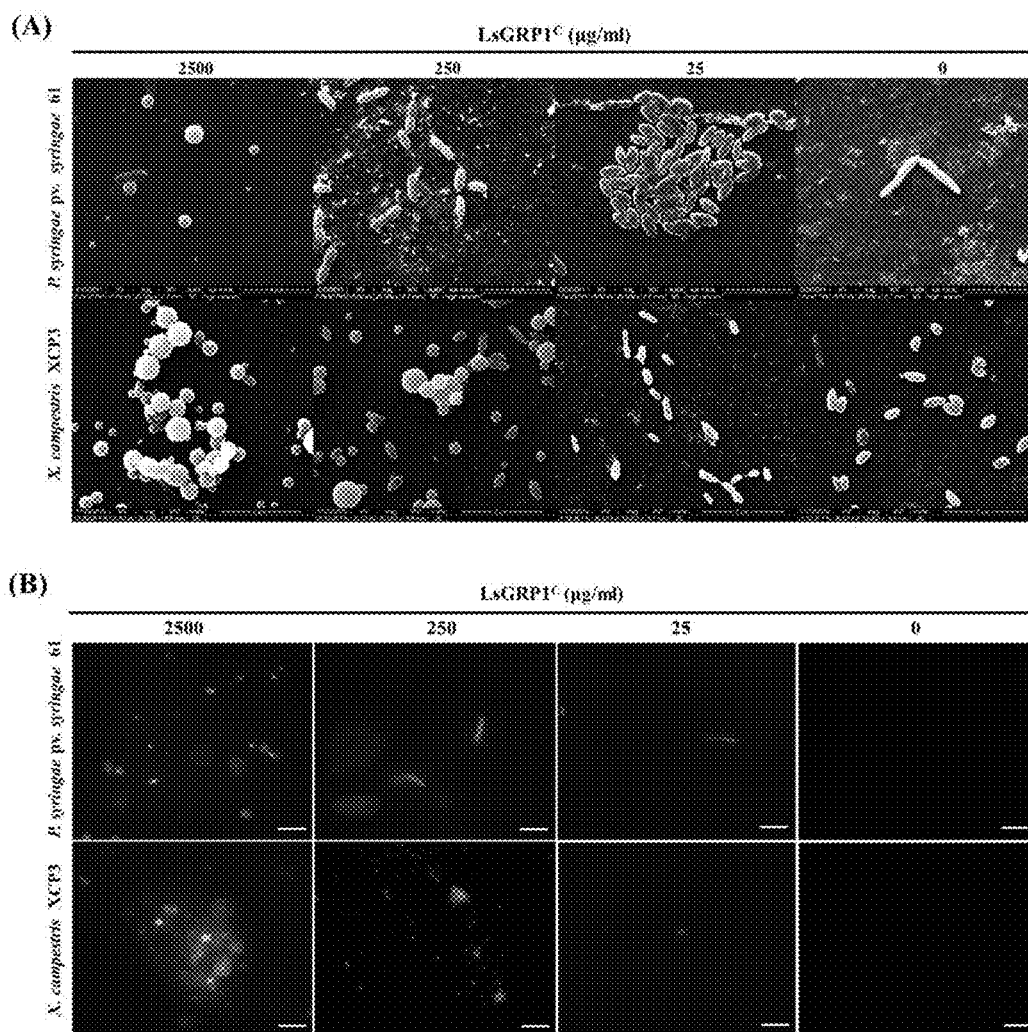 (A)
LsGRP1ᶜ (μg/ml)
2500 250 25 0
P. syringae pv. syringae 61
X. campestris XCP3
(B)
LsGRP1ᶜ (μg/ml)
2500 250 25 0
P. syringae pv. syringae 61
X. campestris XCP3